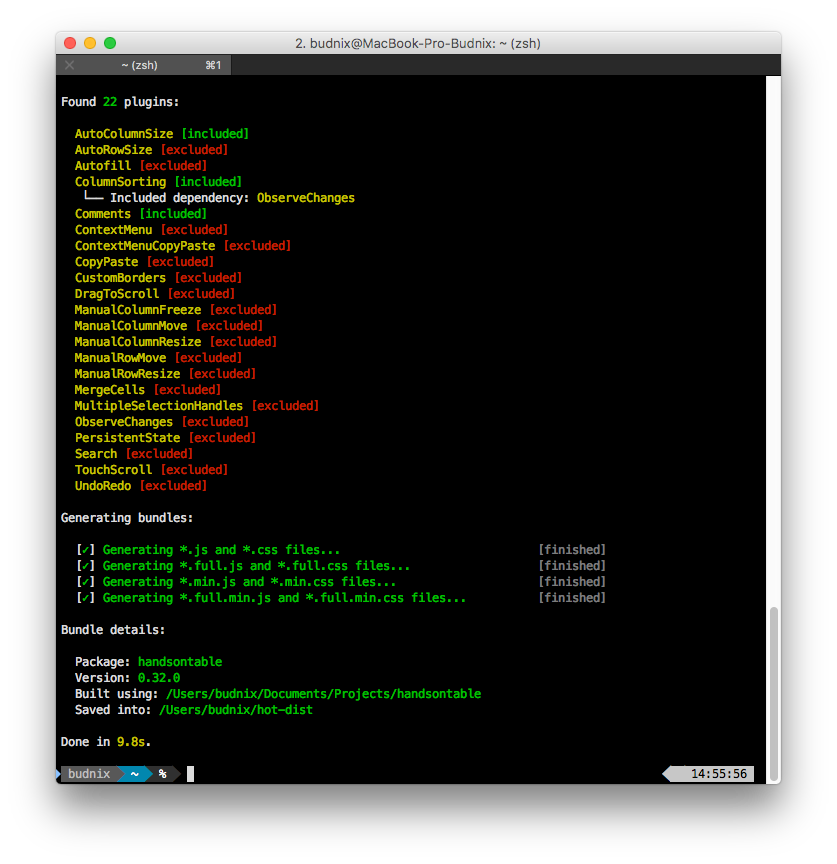 2. budnix@MacBook-Pro-Budnix: ~ (zsh)
~ (zsh) ⌘1
Found 22 plugins:
AutoColumnSize [included]
AutoRowSize [excluded]
Autofill [excluded]
ColumnSorting [included]
└── Included dependency: ObserveChanges
Comments [included]
ContextMenu [excluded]
ContextMenuCopyPaste [excluded]
CopyPaste [excluded]
CustomBorders [excluded]
DragToScroll [excluded]
ManualColumnFreeze [excluded]
ManualColumnMove [excluded]
ManualColumnResize [excluded]
ManualRowMove [excluded]
ManualRowResize [excluded]
MergeCells [excluded]
MultipleSelectionHandles [excluded]
ObserveChanges [excluded]
PersistentState [excluded]
Search [excluded]
TouchScroll [excluded]
UndoRedo [excluded]
Generating bundles:
[✓] Generating *.js and *.css files... [finished]
[✓] Generating *.full.js and *.full.css files... [finished]
[✓] Generating *.min.js and *.min.css files... [finished]
[✓] Generating *.full.min.js and *.full.min.css files... [finished]
Bundle details:
Package: handsontable
Version: 0.32.0
Built using: /Users/budnix/Documents/Projects/handsontable
Saved into: /Users/budnix/hot-dist
Done in 9.8s.
budnix ~ % 14:55:56